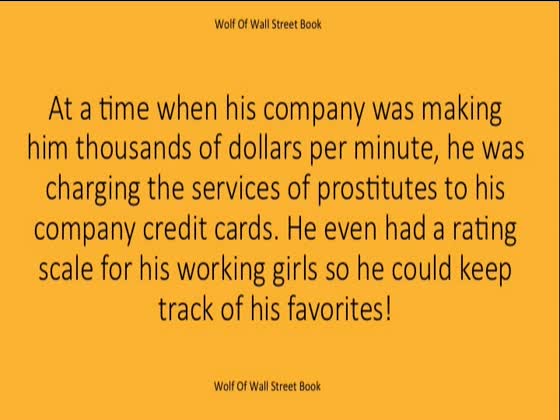 Wolf Of Wall Street Book
At a time when his company was making
him thousands of dollars per minute, he was
charging the services of prostitutes to his
company credit cards. He even had a rating
scale for his working girls so he could keep
track of his favorites!
Wolf Of Wall Street Book